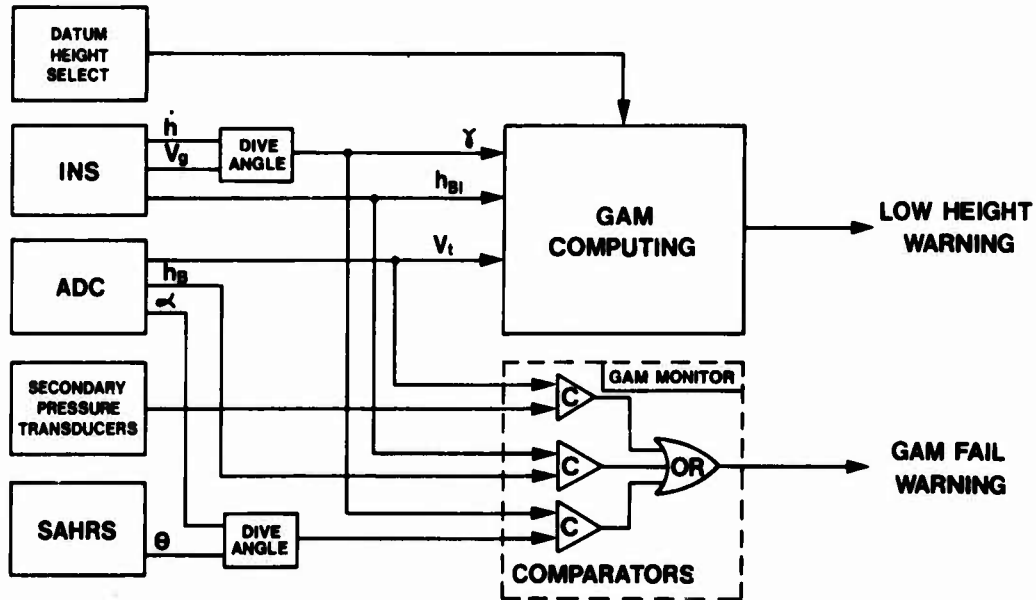 DATUM
HEIGHT
SELECT
INS
ḣ
Vg
DIVE
ANGLE
γ
hBI
GAM
COMPUTING
LOW HEIGHT
WARNING
ADC
Vt
hB
α
SECONDARY
PRESSURE
TRANSDUCERS
GAM MONITOR
C
C
C
OR
GAM FAIL
WARNING
SAHRS
θ
DIVE
ANGLE
COMPARATORS